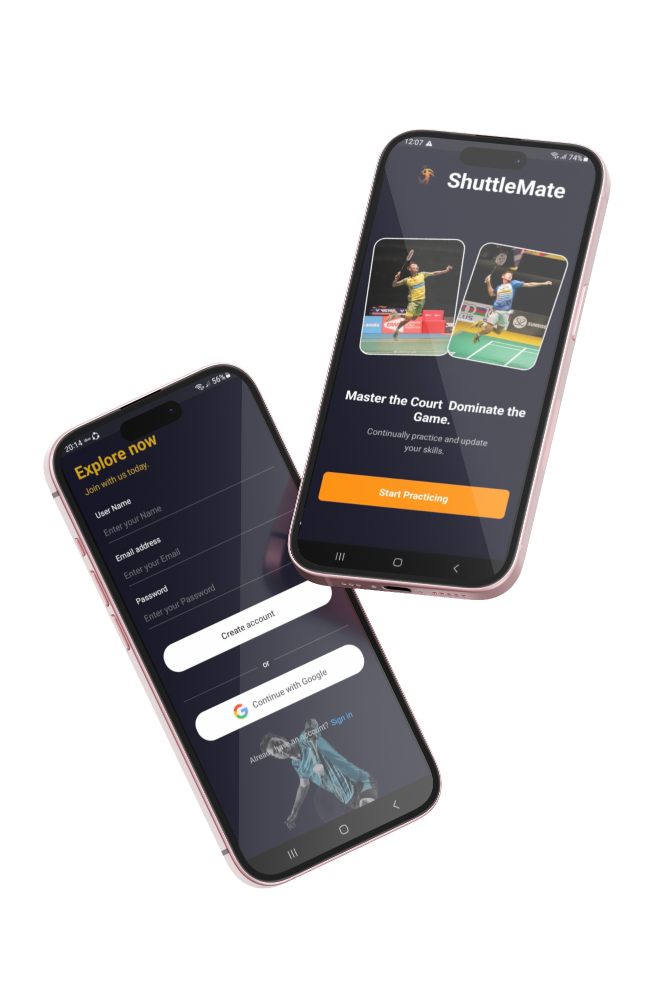 12:07
74%
ShuttleMate
Master the Court Dominate the
Game.
Continually practice and update
your skills.
Start Practicing
20:14
56%
Explore now
Join with us today.
User Name
Enter your Name
Email address
Enter your Email
Password
Enter your Password
Create account
or
Continue with Google
Already have an account? Sign in